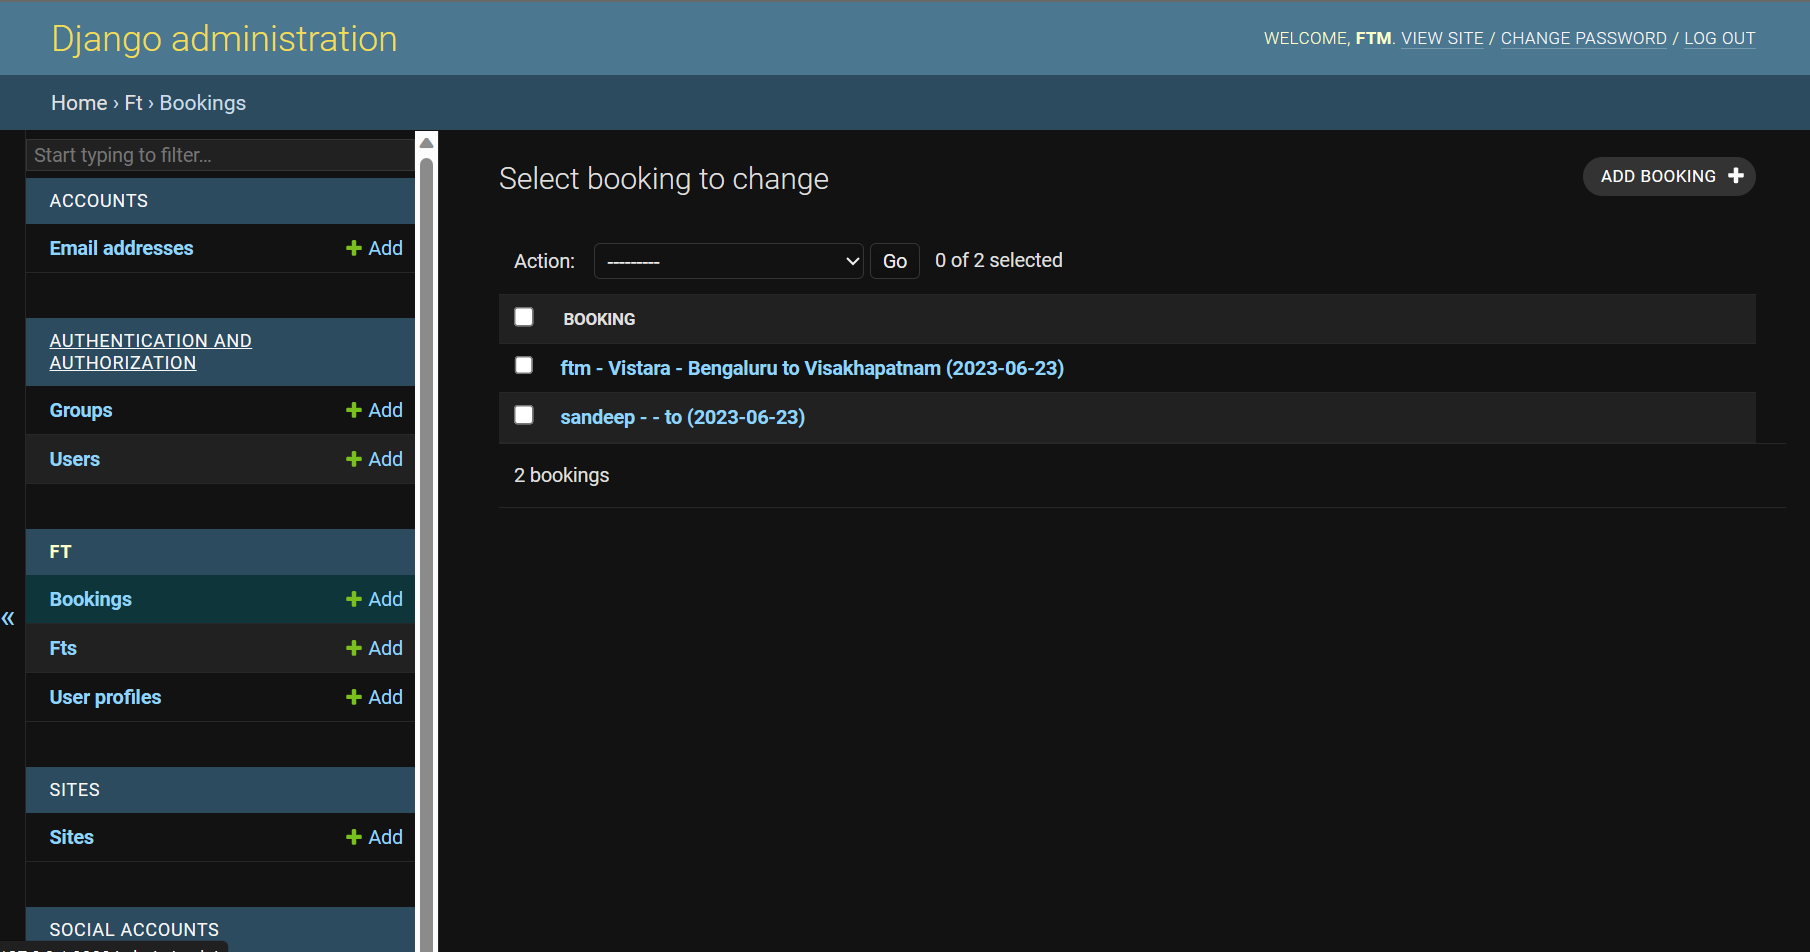 Django administration
WELCOME, FTM. VIEW SITE / CHANGE PASSWORD / LOG OUT
Home › Ft › Bookings
Start typing to filter...
ACCOUNTS
Email addresses + Add
AUTHENTICATION AND
AUTHORIZATION
Groups + Add
Users + Add
FT
Bookings + Add
Fts + Add
User profiles + Add
SITES
Sites + Add
SOCIAL ACCOUNTS
«
Select booking to change
ADD BOOKING +
Action: --------- Go 0 of 2 selected
BOOKING
ftm - Vistara - Bengaluru to Visakhapatnam (2023-06-23)
sandeep - - to (2023-06-23)
2 bookings